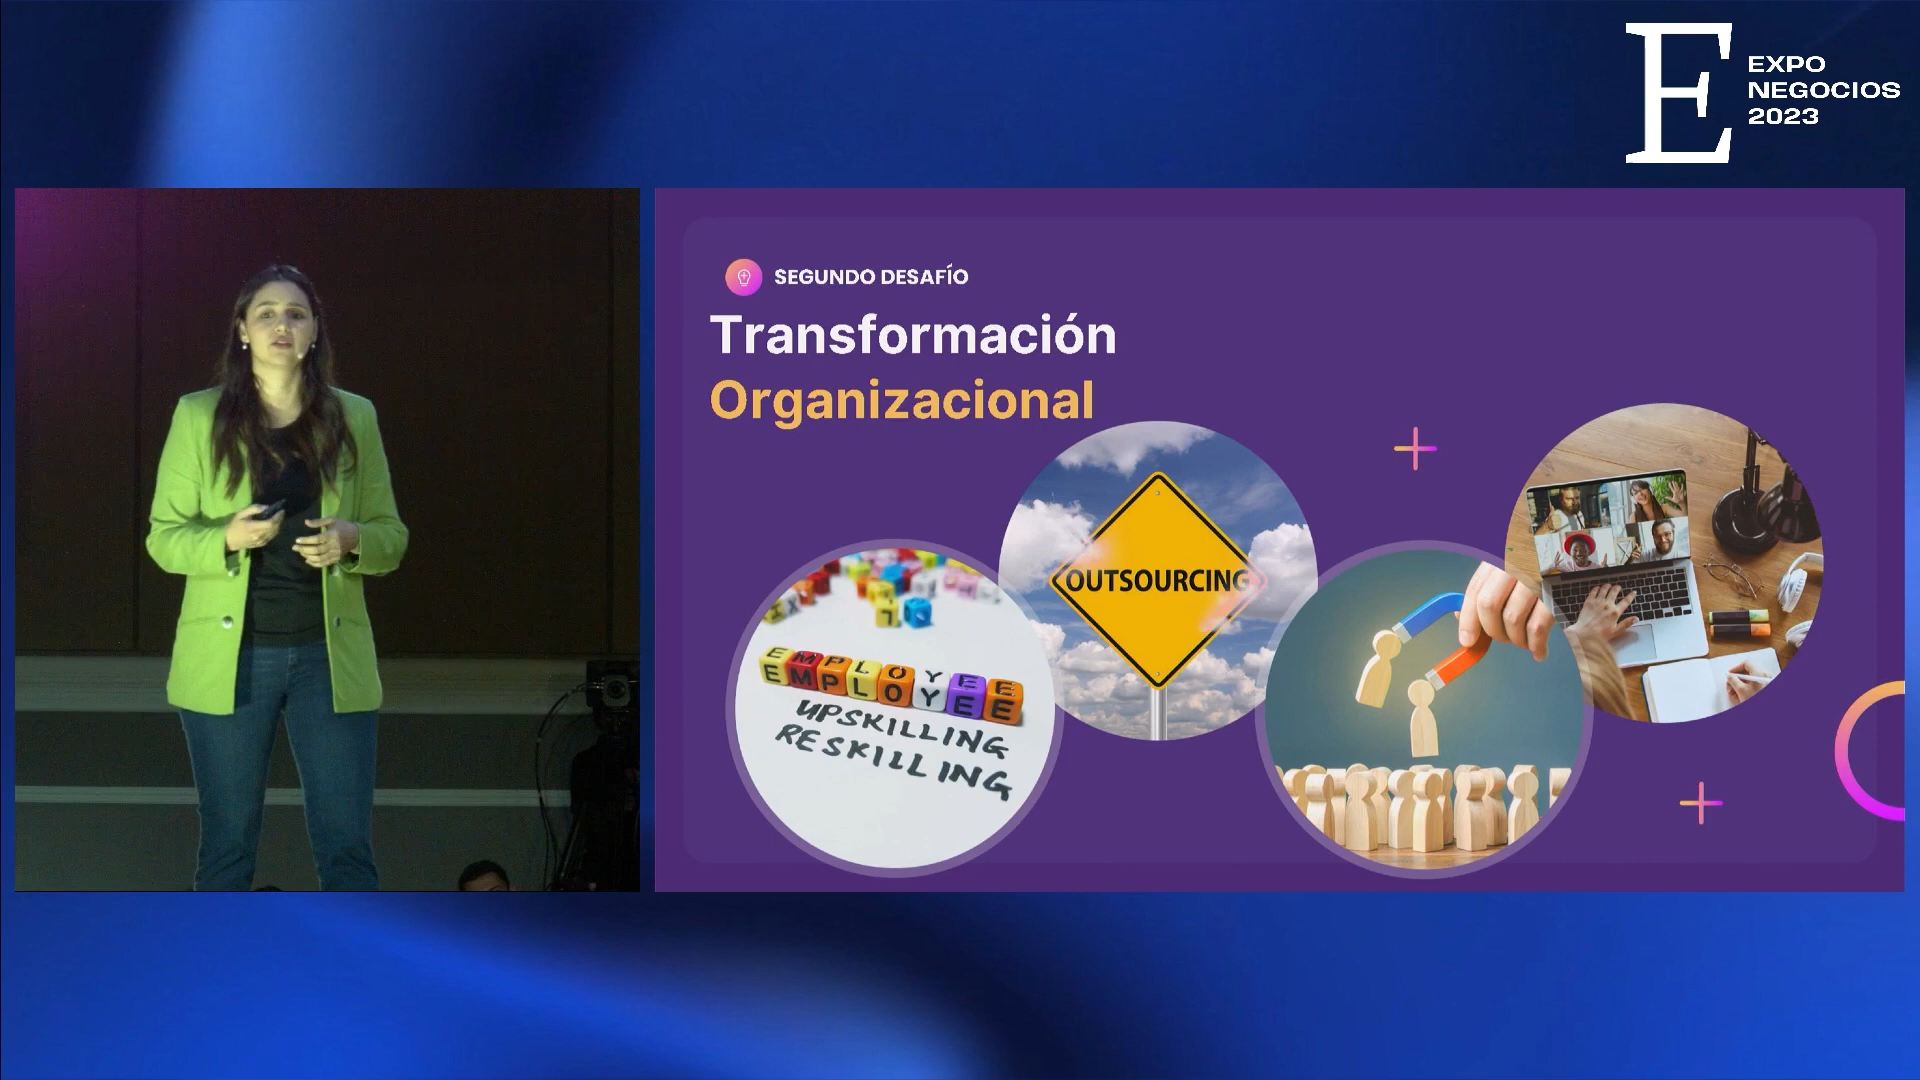 EXPO
NEGOCIOS
2023
SEGUNDO DESAFÍO
Transformación
Organizacional
OUTSOURCING
EMPLOYEE
EMPLOYEE
UPSKILLING
RESKILLING